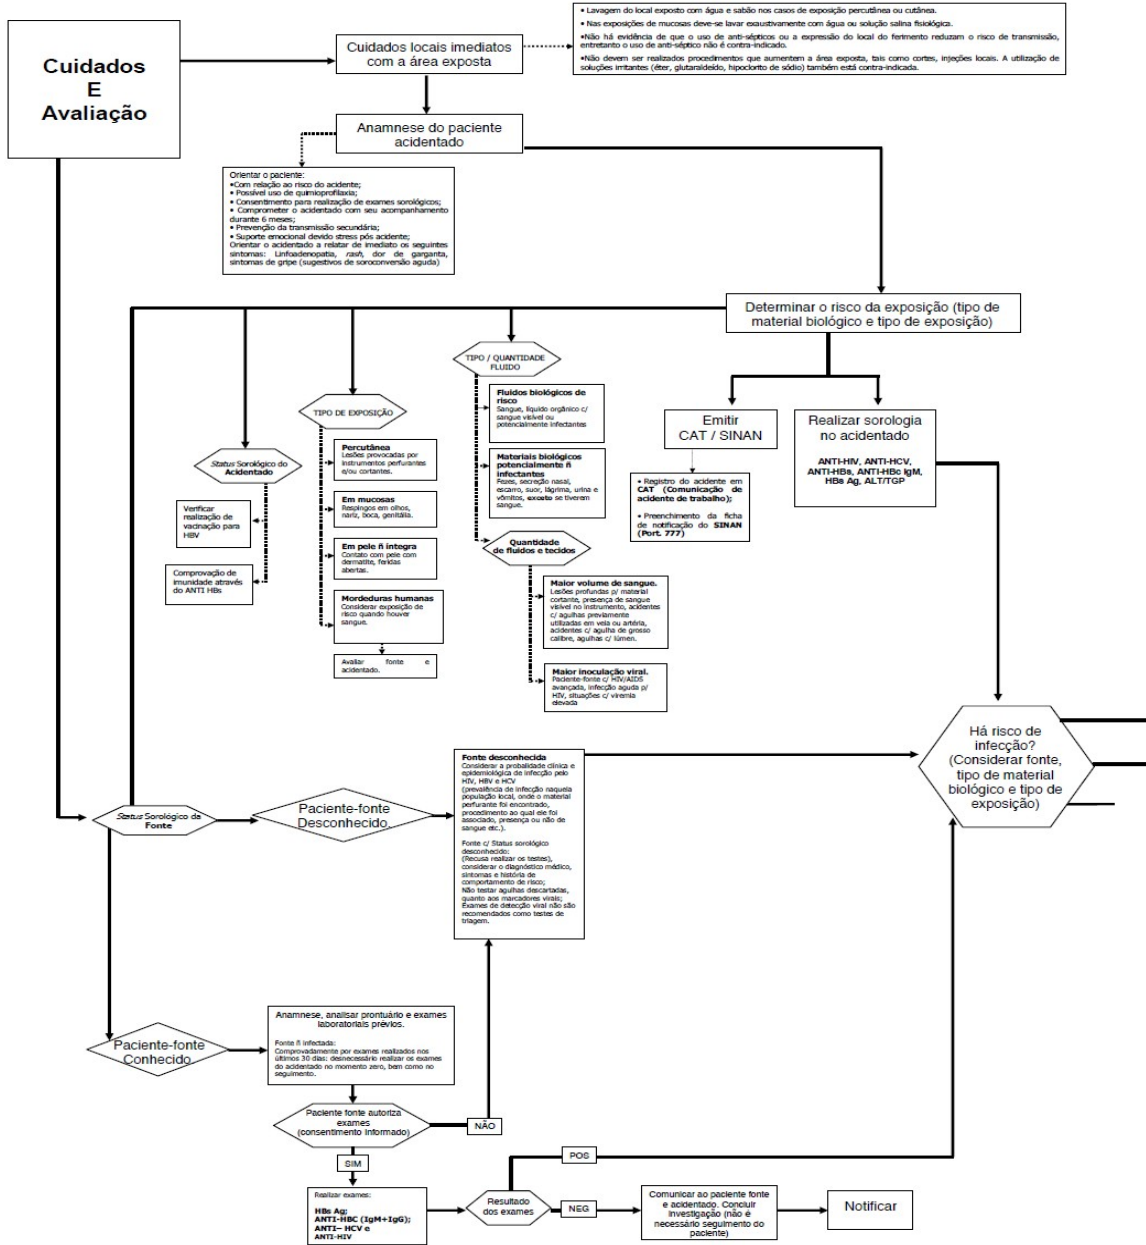 Cuidados
E
Avaliação
Cuidados locais imediatos
com a área exposta
• Lavagem do local exposto com água e sabão nos casos de exposição percutânea ou cutânea.
• Nas exposições de mucosas deve-se lavar exaustivamente com água ou solução salina fisiológica.
•Não há evidência de que o uso de anti-sépticos ou a expressão do local do ferimento reduzam o risco de transmissão,
entretanto o uso de anti-séptico não é contra-indicado.
•Não devem ser realizados procedimentos que aumentem a área exposta, tais como cortes, injeções locais. A utilização de
soluções irritantes (éter, glutaraldeído, hipoclorito de sódio) também está contra-indicada.
Anamnese do paciente
acidentado
Orientar o paciente:
•Com relação ao risco do acidente;
• Possível uso de quimioprofilaxia;
• Consentimento para realização de exames sorológicos;
• Comprometer o acidentado com seu acompanhamento
durante 6 meses;
• Prevenção da transmissão secundária;
• Suporte emocional devido stress pós acidente;
Orientar o acidentado a relatar de imediato os seguintes
sintomas: Linfoadenopatia, rash, dor de garganta,
sintomas de gripe (sugestivos de soroconversão aguda)
Determinar o risco da exposição (tipo de
material biológico e tipo de exposição)
TIPO / QUANTIDADE
FLUIDO
Fluidos biológicos de
risco
Sangue, líquido orgânico c/
sangue visível ou
potencialmente infectantes
Materiais biológicos
potencialmente ñ
infectantes
Fezes, secreção nasal,
escarro, suor, lágrima, urina e
vômitos, exceto se tiverem
sangue.
Quantidade
de fluidos e tecidos
Maior volume de sangue.
Lesões profundas p/ material
cortante, presença de sangue
visível no instrumento, acidentes
c/ agulhas previamente
utilizadas em veia ou artéria,
acidentes c/ agulha de grosso
calibre, agulhas c/ lúmen.
Maior inoculação viral.
Paciente-fonte c/ HIV/AIDS
avançada, infecção aguda p/
HIV, situações c/ viremia
elevada
TIPO DE EXPOSIÇÃO
Percutânea
Lesões provocadas por
instrumentos perfurantes
e/ou cortantes.
Em mucosas
Respingos em olhos,
nariz, boca, genitália.
Em pele ñ íntegra
Contato com pele com
dermatite, feridas
abertas.
Mordeduras humanas
Considerar exposição de
risco quando houver
sangue.
Avaliar fonte e
acidentado.
Status Sorológico do
Acidentado
Verificar
realização de
vacinação para
HBV
Comprovação de
imunidade através
do ANTI HBs
Emitir
CAT / SINAN
• Registro do acidente em
CAT (Comunicação de
acidente de trabalho);
• Preenchimento da ficha
de notificação do SINAN
(Port. 777)
Realizar sorologia
no acidentado
ANTI-HIV, ANTI-HCV,
ANTI-HBs, ANTI-HBc IgM,
HBs Ag, ALT/TGP
Há risco de
infecção?
(Considerar fonte,
tipo de material
biológico e tipo de
exposição)
Status Sorológico da
Fonte
Paciente-fonte
Desconhecido.
Fonte desconhecida
Considerar a probalidade clínica e
epidemiológica de infecção pelo
HIV, HBV e HCV
(prevalência de infecção naquela
população local, onde o material
perfurante foi encontrado,
procedimento ao qual ele foi
associado, presença ou não de
sangue etc.).
Fonte c/ Status sorológico
desconhecido:
(Recusa realizar os testes),
considerar o diagnóstico médico,
sintomas e história de
comportamento de risco;
Não testar agulhas descartadas,
quanto aos marcadores virais;
Exames de detecção viral não são
recomendados como testes de
triagem.
Paciente-fonte
Conhecido.
Anamnese, analisar prontuário e exames
laboratoriais prévios.
Fonte ñ infectada:
Comprovadamente por exames realizados nos
últimos 30 dias: desnecessário realizar os exames
do acidentado no momento zero, bem como no
seguimento.
Paciente fonte autoriza
exames
(consentimento informado)
NÃO
SIM
Realizar exames:
HBs Ag;
ANTI-HBC (IgM+IgG);
ANTI– HCV e
ANTI-HIV
Resultado
dos exames
POS
NEG
Comunicar ao paciente fonte
e acidentado. Concluir
investigação (não é
necessário seguimento do
paciente)
Notificar